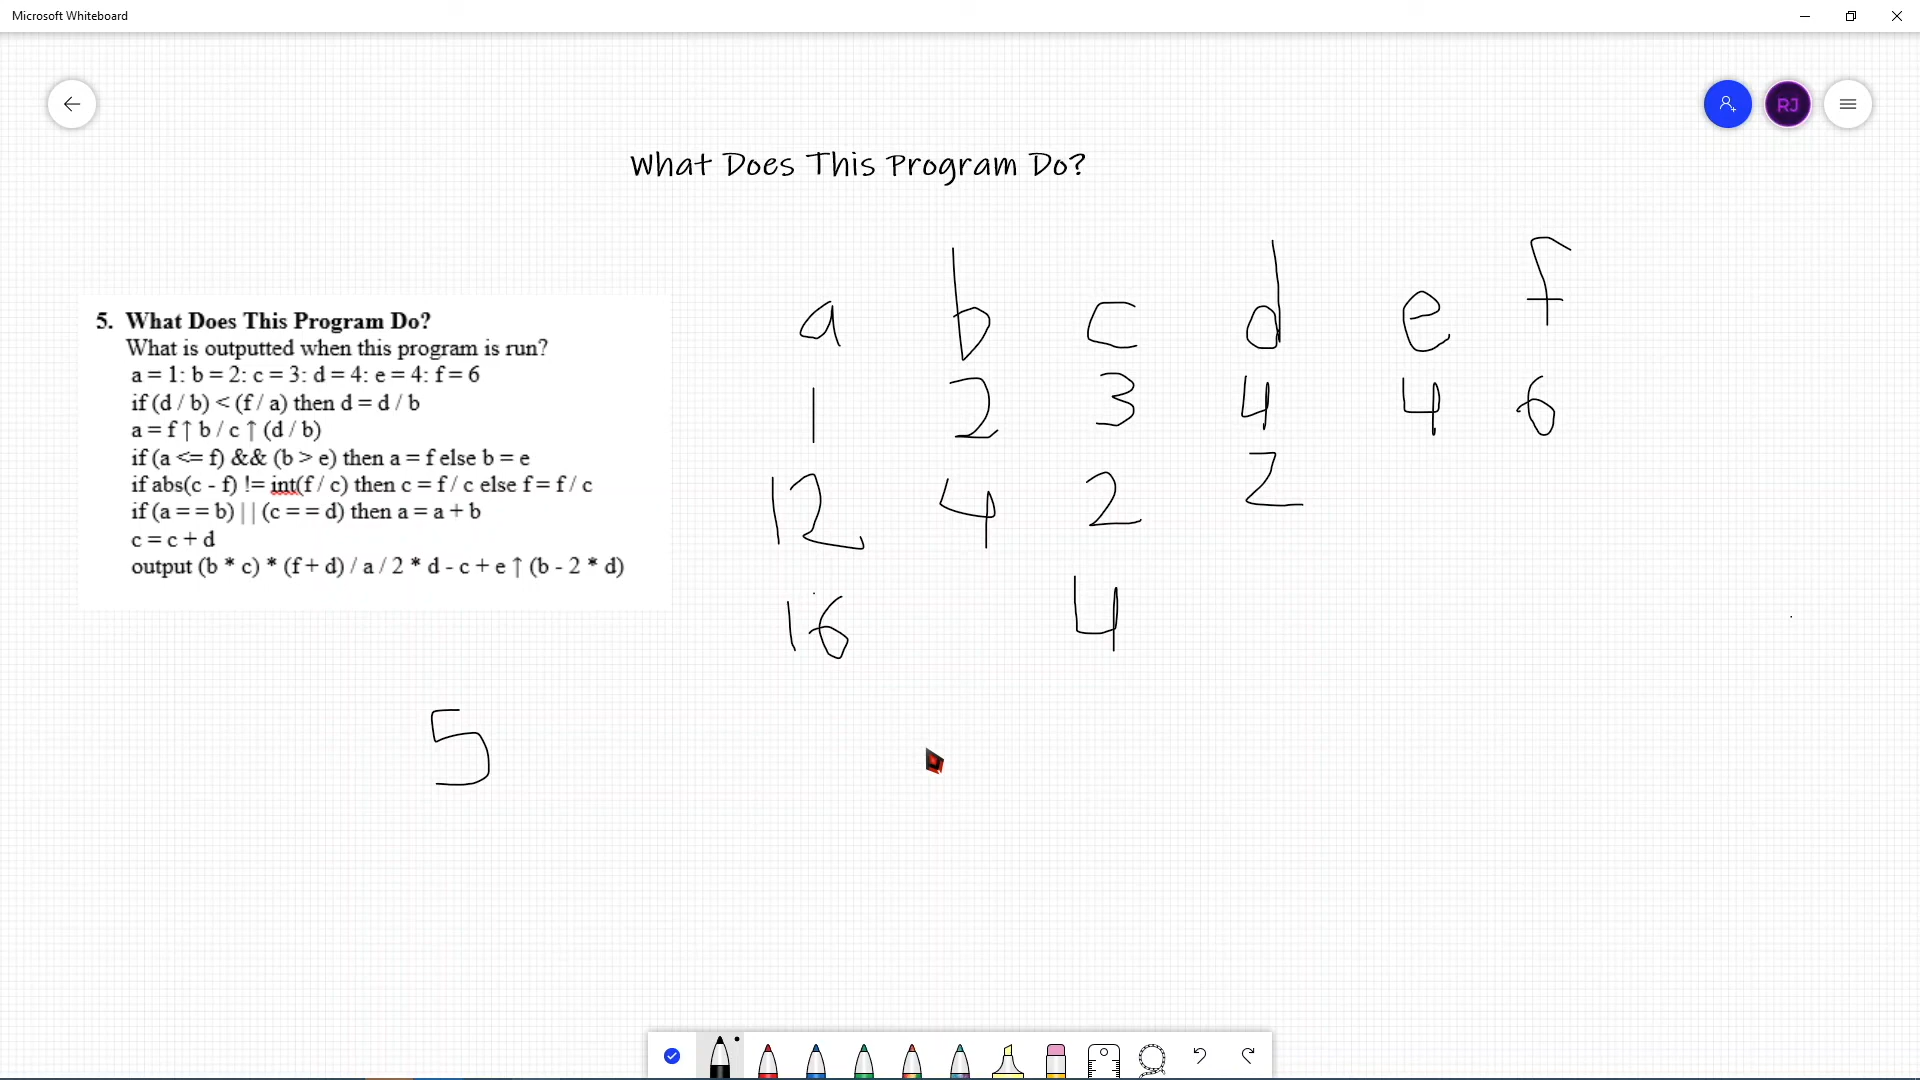 Microsoft Whiteboard
RJ
What Does This Program Do?
5. What Does This Program Do?
What is outputted when this program is run?
a = 1: b = 2: c = 3: d = 4: e = 4: f = 6
if (d / b) < (f / a) then d = d / b
a = f ↑ b / c ↑ (d / b)
if (a <= f) && (b > e) then a = f else b = e
if abs(c - f) != int(f / c) then c = f / c else f = f / c
if (a = = b) | | (c = = d) then a = a + b
c = c + d
output (b * c) * (f + d) / a / 2 * d - c + e ↑ (b - 2 * d)
a b c d e f
1 2 3 4 4 6
12 4 2 2
16 4
5